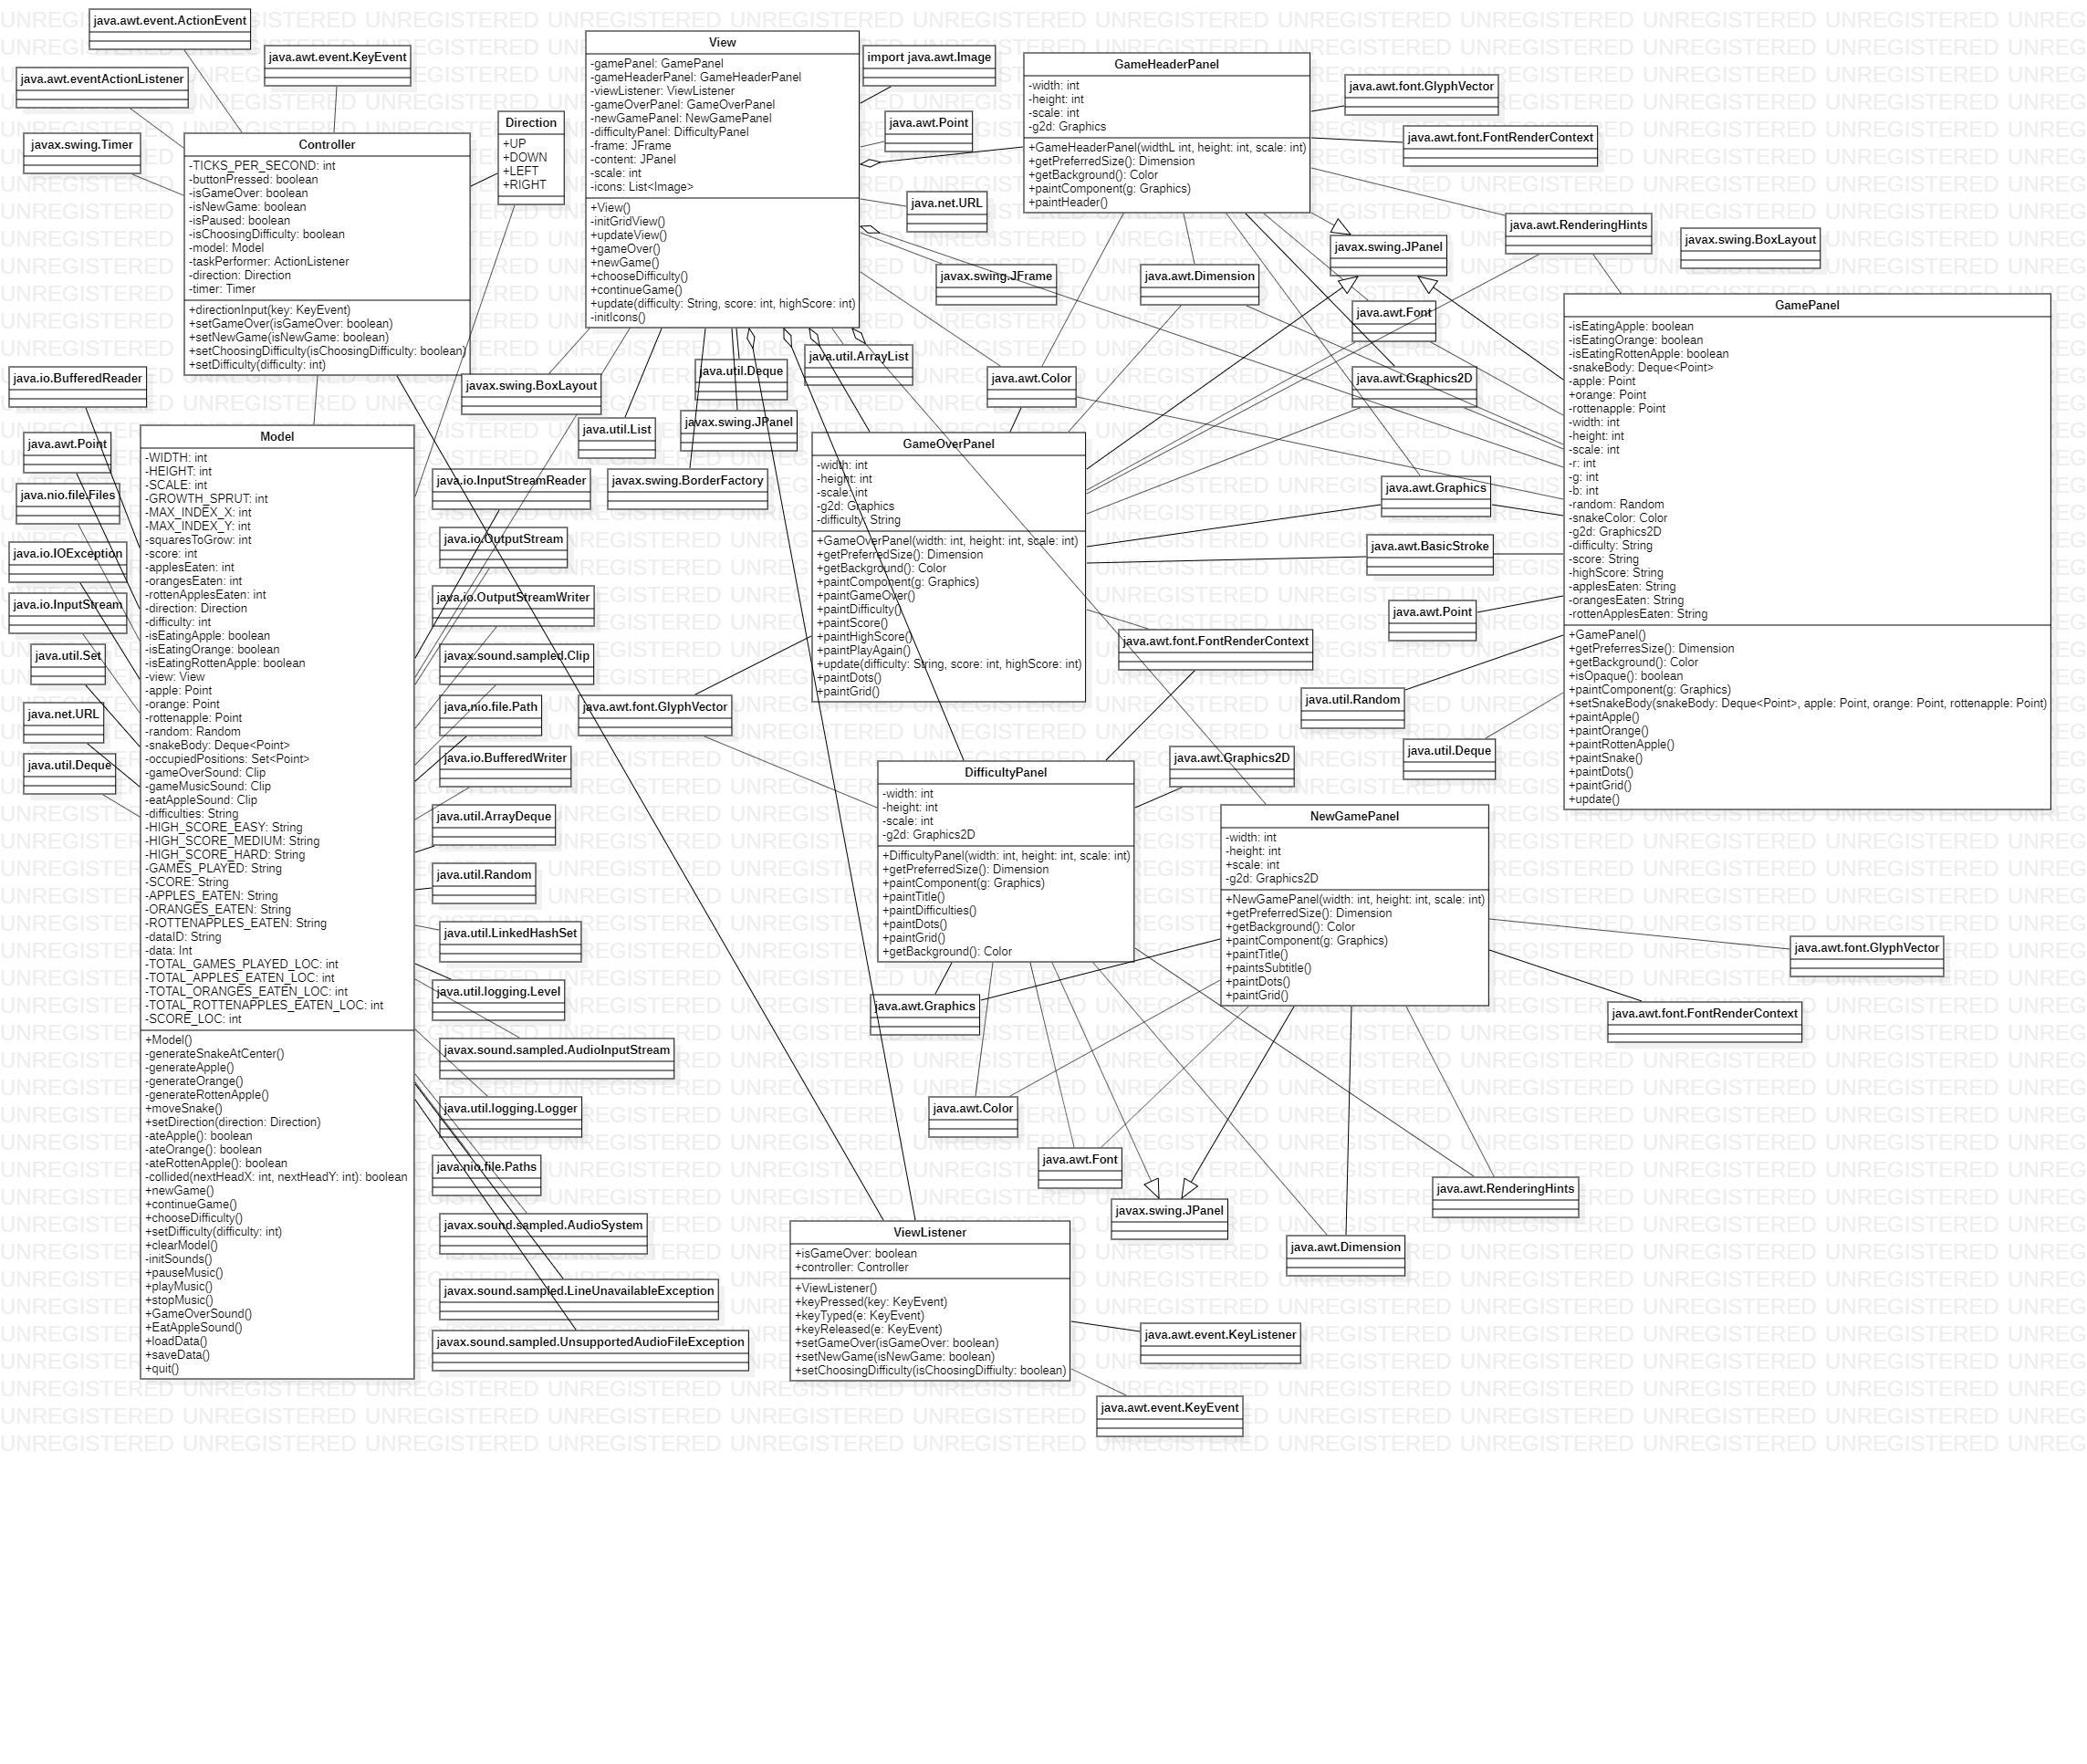 java.awt.event.ActionEvent
java.awt.event.KeyEvent
java.awt.eventActionListener
javax.swing.Timer
Controller
-TICKS_PER_SECOND: int
-buttonPressed: boolean
-isGameOver: boolean
-isNewGame: boolean
-isPaused: boolean
-isChoosingDifficulty: boolean
-model: Model
-taskPerformer: ActionListener
-direction: Direction
-timer: Timer
+directionInput(key: KeyEvent)
+setGameOver(isGameOver: boolean)
+setNewGame(isNewGame: boolean)
+setChoosingDifficulty(isChoosingDifficulty: boolean)
+setDifficulty(difficulty: int)
Direction
+UP
+DOWN
+LEFT
+RIGHT
View
-gamePanel: GamePanel
-gameHeaderPanel: GameHeaderPanel
-viewListener: ViewListener
-gameOverPanel: GameOverPanel
-newGamePanel: NewGamePanel
-difficultyPanel: DifficultyPanel
-frame: JFrame
-content: JPanel
-scale: int
-icons: List<Image>
+View()
-initGridView()
+updateView()
+gameOver()
+newGame()
+chooseDifficulty()
+continueGame()
+update(difficulty: String, score: int, highScore: int)
-initIcons()
import java.awt.Image
java.awt.Point
java.net.URL
javax.swing.JFrame
GameHeaderPanel
-width: int
-height: int
-scale: int
-g2d: Graphics
+GameHeaderPanel(widthL int, height: int, scale: int)
+getPreferredSize(): Dimension
+getBackground(): Color
+paintComponent(g: Graphics)
+paintHeader()
java.awt.font.GlyphVector
java.awt.font.FontRenderContext
java.awt.RenderingHints
javax.swing.BoxLayout
javax.swing.JPanel
java.awt.Dimension
java.awt.Font
java.awt.Graphics2D
java.awt.Color
java.util.ArrayList
java.util.Deque
javax.swing.BoxLayout
javax.swing.JPanel
java.util.List
javax.swing.BorderFactory
GamePanel
-isEatingApple: boolean
-isEatingOrange: boolean
-isEatingRottenApple: boolean
-snakeBody: Deque<Point>
-apple: Point
+orange: Point
-rottenapple: Point
-width: int
-height: int
-scale: int
-r: int
-g: int
-b: int
-random: Random
-snakeColor: Color
-g2d: Graphics2D
-difficulty: String
-score: String
-highScore: String
-applesEaten: String
-orangesEaten: String
-rottenApplesEaten: String
+GamePanel()
+getPreferresSize(): Dimension
+getBackground(): Color
+isOpaque(): boolean
+paintComponent(g: Graphics)
+setSnakeBody(snakeBody: Deque<Point>, apple: Point, orange: Point, rottenapple: Point)
+paintApple()
+paintOrange()
+paintRottenApple()
+paintSnake()
+paintDots()
+paintGrid()
+update()
java.awt.Graphics
java.awt.BasicStroke
java.awt.Point
java.util.Random
java.util.Deque
GameOverPanel
-width: int
-height: int
-scale: int
-g2d: Graphics
-difficulty: String
+GameOverPanel(width: int, height: int, scale: int)
+getPreferredSize(): Dimension
+getBackground(): Color
+paintComponent(g: Graphics)
+paintGameOver()
+paintDifficulty()
+paintScore()
+paintHighScore()
+paintPlayAgain()
+update(difficulty: String, score: int, highScore: int)
+paintDots()
+paintGrid()
java.awt.font.FontRenderContext
java.awt.font.GlyphVector
java.io.BufferedReader
java.awt.Point
java.nio.file.Files
java.io.IOException
java.io.InputStream
java.util.Set
java.net.URL
java.util.Deque
Model
-WIDTH: int
-HEIGHT: int
-SCALE: int
-GROWTH_SPRUT: int
-MAX_INDEX_X: int
-MAX_INDEX_Y: int
-squaresToGrow: int
-score: int
-applesEaten: int
-orangesEaten: int
-rottenApplesEaten: int
-direction: Direction
-difficulty: int
-isEatingApple: boolean
-isEatingOrange: boolean
-isEatingRottenApple: boolean
-view: View
-apple: Point
-orange: Point
-rottenapple: Point
-random: Random
-snakeBody: Deque<Point>
-occupiedPositions: Set<Point>
-gameOverSound: Clip
-gameMusicSound: Clip
-eatAppleSound: Clip
-difficulties: String
-HIGH_SCORE_EASY: String
-HIGH_SCORE_MEDIUM: String
-HIGH_SCORE_HARD: String
-GAMES_PLAYED: String
-SCORE: String
-APPLES_EATEN: String
-ORANGES_EATEN: String
-ROTTENAPPLES_EATEN: String
-dataID: String
-data: Int
-TOTAL_GAMES_PLAYED_LOC: int
-TOTAL_APPLES_EATEN_LOC: int
-TOTAL_ORANGES_EATEN_LOC: int
-TOTAL_ROTTENAPPLES_EATEN_LOC: int
-SCORE_LOC: int
+Model()
-generateSnakeAtCenter()
-generateApple()
-generateOrange()
-generateRottenApple()
+moveSnake()
+setDirection(direction: Direction)
-ateApple(): boolean
-ateOrange(): boolean
-ateRottenApple(): boolean
-collided(nextHeadX: int, nextHeadY: int): boolean
+newGame()
+continueGame()
+chooseDifficulty()
+setDifficulty(difficulty: int)
+clearModel()
-initSounds()
+pauseMusic()
+playMusic()
+stopMusic()
+GameOverSound()
+EatAppleSound()
+loadData()
+saveData()
+quit()
java.io.InputStreamReader
java.io.OutputStream
java.io.OutputStreamWriter
javax.sound.sampled.Clip
java.nio.file.Path
java.io.BufferedWriter
java.util.ArrayDeque
java.util.Random
java.util.LinkedHashSet
java.util.logging.Level
javax.sound.sampled.AudioInputStream
java.util.logging.Logger
java.nio.file.Paths
javax.sound.sampled.AudioSystem
javax.sound.sampled.LineUnavailableException
javax.sound.sampled.UnsupportedAudioFileException
DifficultyPanel
-width: int
-height: int
-scale: int
-g2d: Graphics2D
+DifficultyPanel(width: int, height: int, scale: int)
+getPreferredSize(): Dimension
+paintComponent(g: Graphics)
+paintTitle()
+paintDifficulties()
+paintDots()
+paintGrid()
+getBackground(): Color
java.awt.Graphics2D
NewGamePanel
-width: int
-height: int
+scale: int
-g2d: Graphics2D
+NewGamePanel(width: int, height: int, scale: int)
+getPreferredSize(): Dimension
+getBackground(): Color
+paintComponent(g: Graphics)
+paintTitle()
+paintsSubtitle()
+paintDots()
+paintGrid()
java.awt.font.GlyphVector
java.awt.font.FontRenderContext
java.awt.Graphics
java.awt.Color
java.awt.Font
javax.swing.JPanel
java.awt.RenderingHints
java.awt.Dimension
ViewListener
+isGameOver: boolean
+controller: Controller
+ViewListener()
+keyPressed(key: KeyEvent)
+keyTyped(e: KeyEvent)
+keyReleased(e: KeyEvent)
+setGameOver(isGameOver: boolean)
+setNewGame(isNewGame: boolean)
+setChoosingDifficulty(isChoosingDiffiulty: boolean)
java.awt.event.KeyListener
java.awt.event.KeyEvent